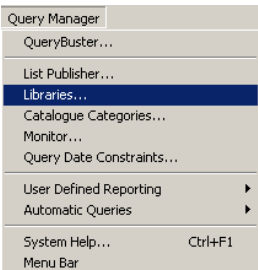 Query Manager
QueryBuster...
List Publisher...
Libraries...
Catalogue Categories...
Monitor...
Query Date Constraints...
User Defined Reporting
Automatic Queries
System Help... Ctrl+F1
Menu Bar